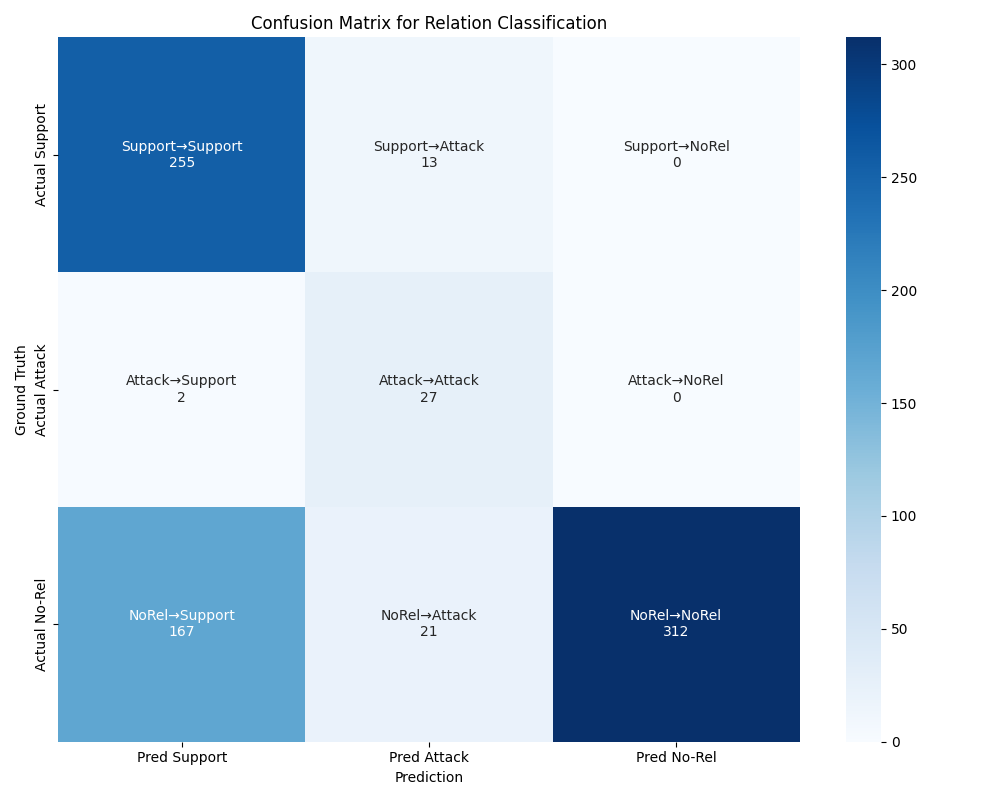 Confusion Matrix for Relation Classification
Support→Support
255
Support→Attack
13
Support→NoRel
0
Attack→Support
2
Attack→Attack
27
Attack→NoRel
0
NoRel→Support
167
NoRel→Attack
21
NoRel→NoRel
312
Actual Support
Actual Attack
Actual No-Rel
Ground Truth
Pred Support
Pred Attack
Pred No-Rel
Prediction
300
250
200
150
100
50
0